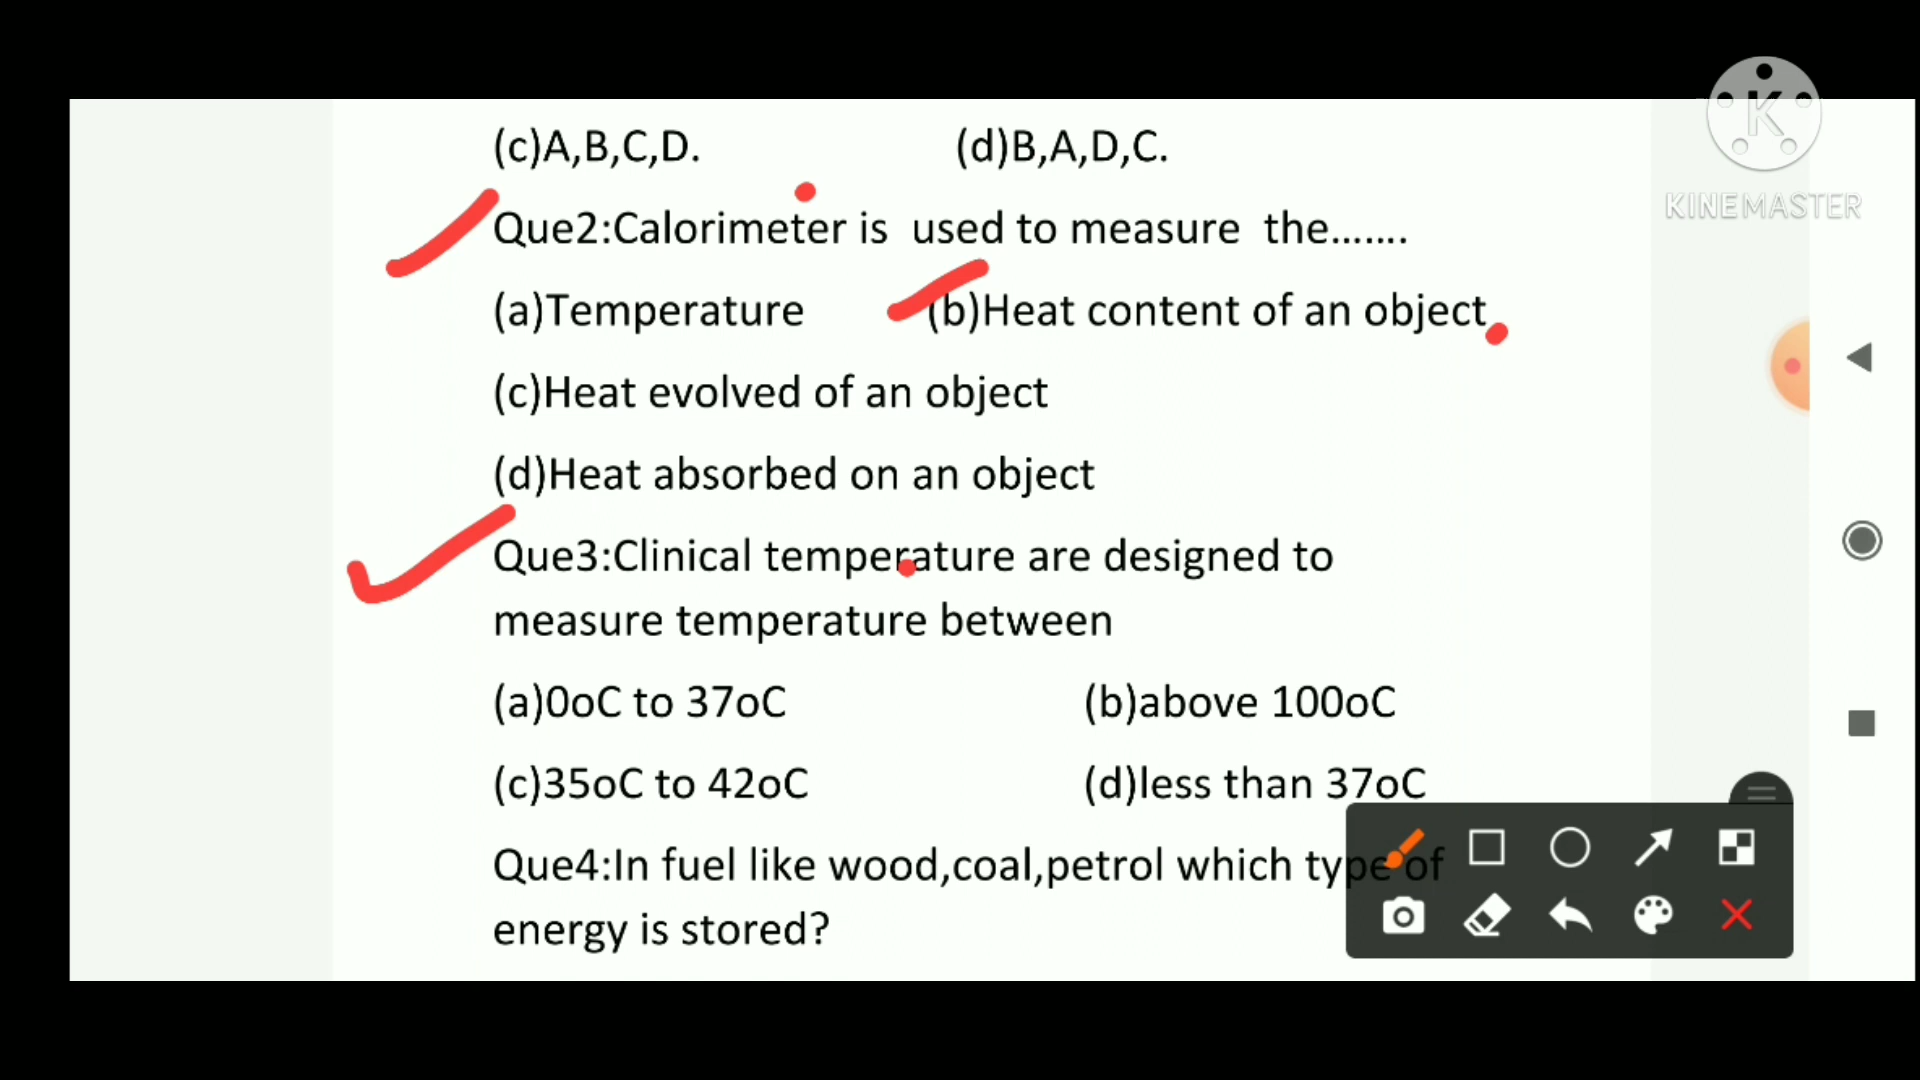 (c)A,B,C,D. (d)B,A,D,C.
Que2:Calorimeter is used to measure the.......
(a)Temperature (b)Heat content of an object
(c)Heat evolved of an object
(d)Heat absorbed on an object
Que3:Clinical temperature are designed to
measure temperature between
(a)0oC to 37oC (b)above 100oC
(c)35oC to 42oC (d)less than 37oC
Que4:In fuel like wood,coal,petrol which type of
energy is stored?
K
KINEMASTER